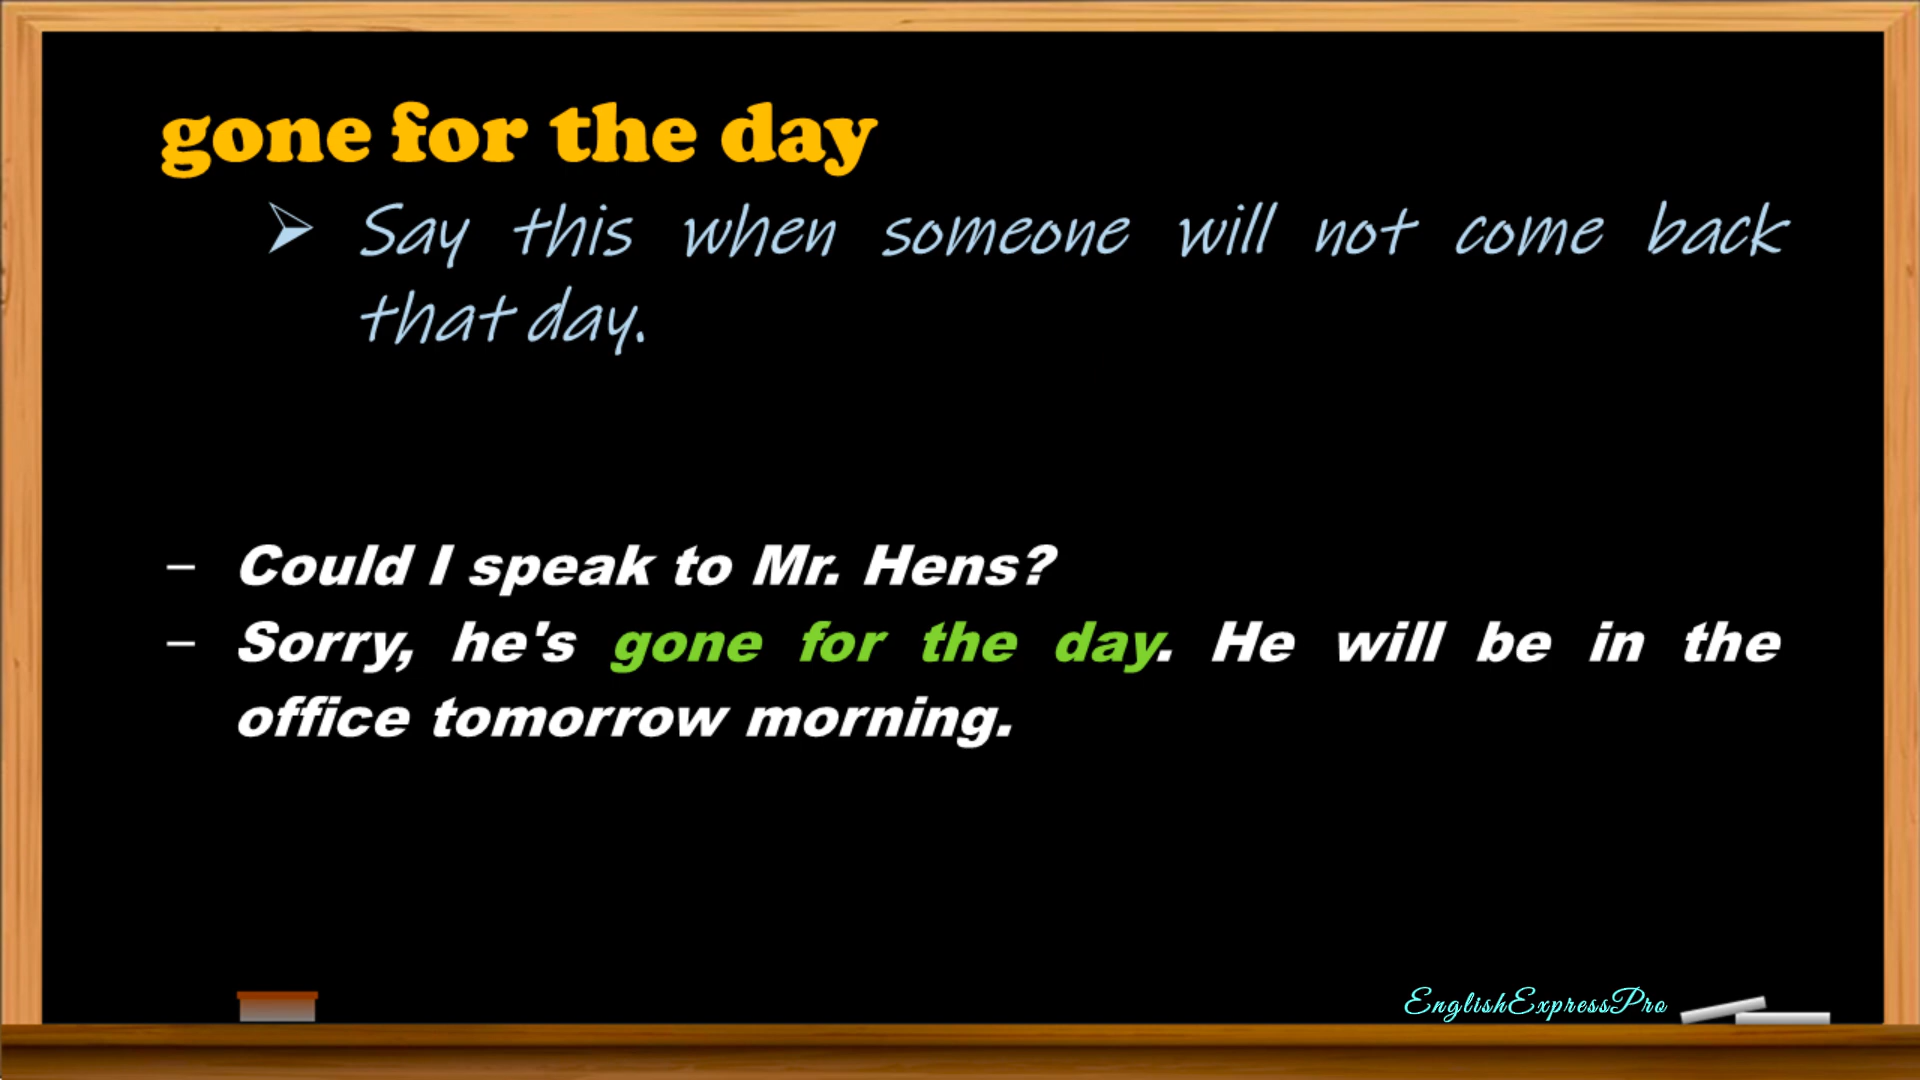 gone for the day
➢ Say this when someone will not come back
that day.
– Could I speak to Mr. Hens?
– Sorry, he's gone for the day. He will be in the
office tomorrow morning.
EnglishExpressPro